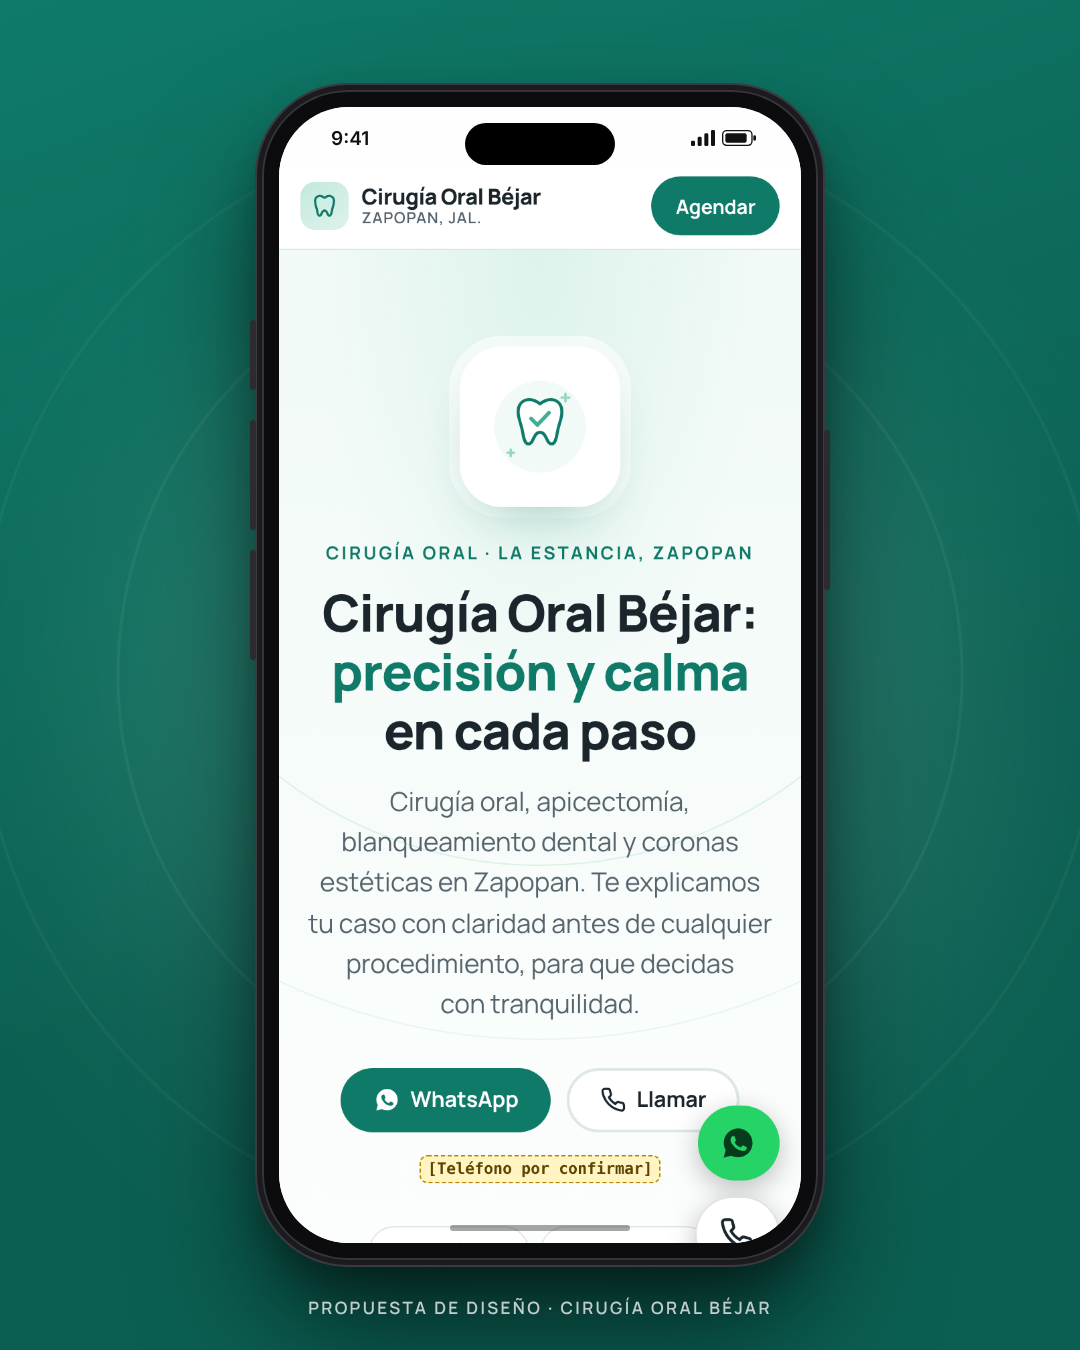 9:41
Cirugía Oral Béjar
ZAPOPAN, JAL.
Agendar
CIRUGÍA ORAL · LA ESTANCIA, ZAPOPAN
Cirugía Oral Béjar:
precisión y calma
en cada paso
Cirugía oral, apicectomía,
blanqueamiento dental y coronas
estéticas en Zapopan. Te explicamos
tu caso con claridad antes de cualquier
procedimiento, para que decidas
con tranquilidad.
WhatsApp
Llamar
[Teléfono por confirmar]
PROPUESTA DE DISEÑO · CIRUGÍA ORAL BÉJAR